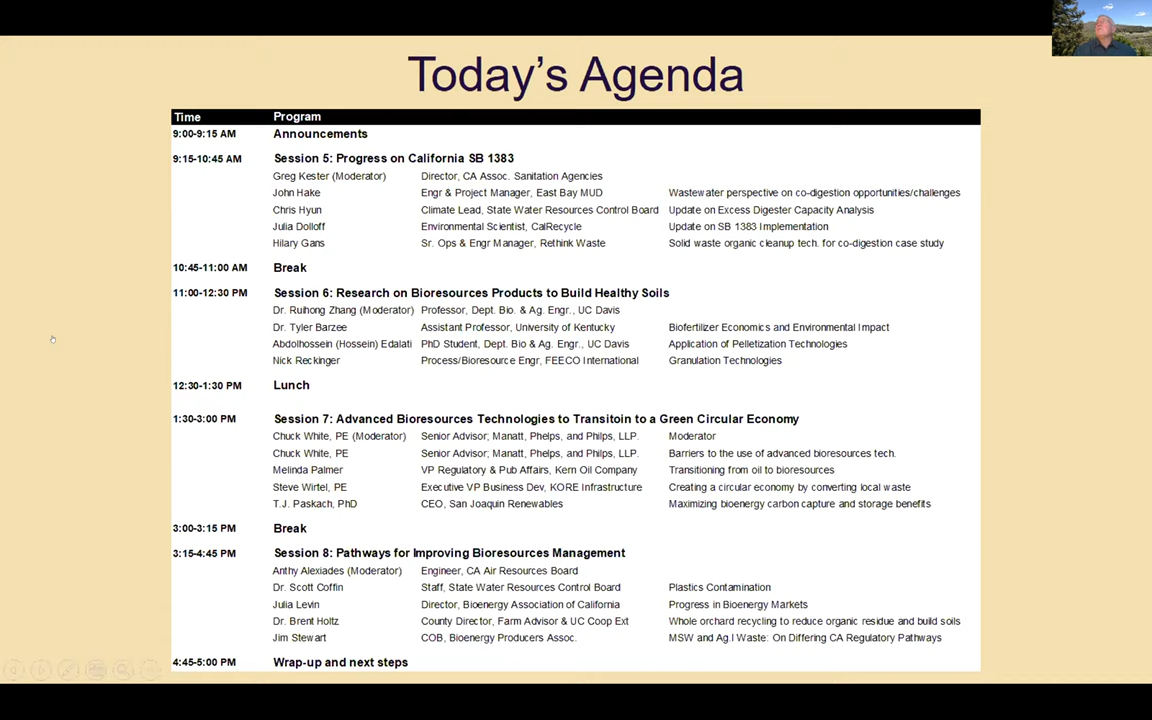 Today's Agenda
Time Program
9:00-9:15 AM Announcements
9:15-10:45 AM Session 5: Progress on California SB 1383
Greg Kester (Moderator) Director, CA Assoc. Sanitation Agencies
John Hake Engr & Project Manager, East Bay MUD Wastewater perspective on co-digestion opportunities/challenges
Chris Hyun Climate Lead, State Water Resources Control Board Update on Excess Digester Capacity Analysis
Julia Dolloff Environmental Scientist, CalRecycle Update on SB 1383 Implementation
Hilary Gans Sr. Ops & Engr Manager, Rethink Waste Solid waste organic cleanup tech. for co-digestion case study
10:45-11:00 AM Break
11:00-12:30 PM Session 6: Research on Bioresources Products to Build Healthy Soils
Dr. Ruihong Zhang (Moderator) Professor, Dept. Bio. & Ag. Engr., UC Davis
Dr. Tyler Barzee Assistant Professor, University of Kentucky Biofertilizer Economics and Environmental Impact
Abdolhossein (Hossein) Edalati PhD Student, Dept. Bio & Ag. Engr., UC Davis Application of Pelletization Technologies
Nick Reckinger Process/Bioresource Engr, FEECO International Granulation Technologies
12:30-1:30 PM Lunch
1:30-3:00 PM Session 7: Advanced Bioresources Technologies to Transitoin to a Green Circular Economy
Chuck White, PE (Moderator) Senior Advisor; Manatt, Phelps, and Philps, LLP. Moderator
Chuck White, PE Senior Advisor; Manatt, Phelps, and Philps, LLP. Barriers to the use of advanced bioresources tech.
Melinda Palmer VP Regulatory & Pub Affairs, Kern Oil Company Transitioning from oil to bioresources
Steve Wirtel, PE Executive VP Business Dev, KORE Infrastructure Creating a circular economy by converting local waste
T.J. Paskach, PhD CEO, San Joaquin Renewables Maximizing bioenergy carbon capture and storage benefits
3:00-3:15 PM Break
3:15-4:45 PM Session 8: Pathways for Improving Bioresources Management
Anthy Alexiades (Moderator) Engineer, CA Air Resources Board
Dr. Scott Coffin Staff, State Water Resources Control Board Plastics Contamination
Julia Levin Director, Bioenergy Association of California Progress in Bioenergy Markets
Dr. Brent Holtz County Director, Farm Advisor & UC Coop Ext Whole orchard recycling to reduce organic residue and build soils
Jim Stewart COB, Bioenergy Producers Assoc. MSW and Ag.l Waste: On Differing CA Regulatory Pathways
4:45-5:00 PM Wrap-up and next steps